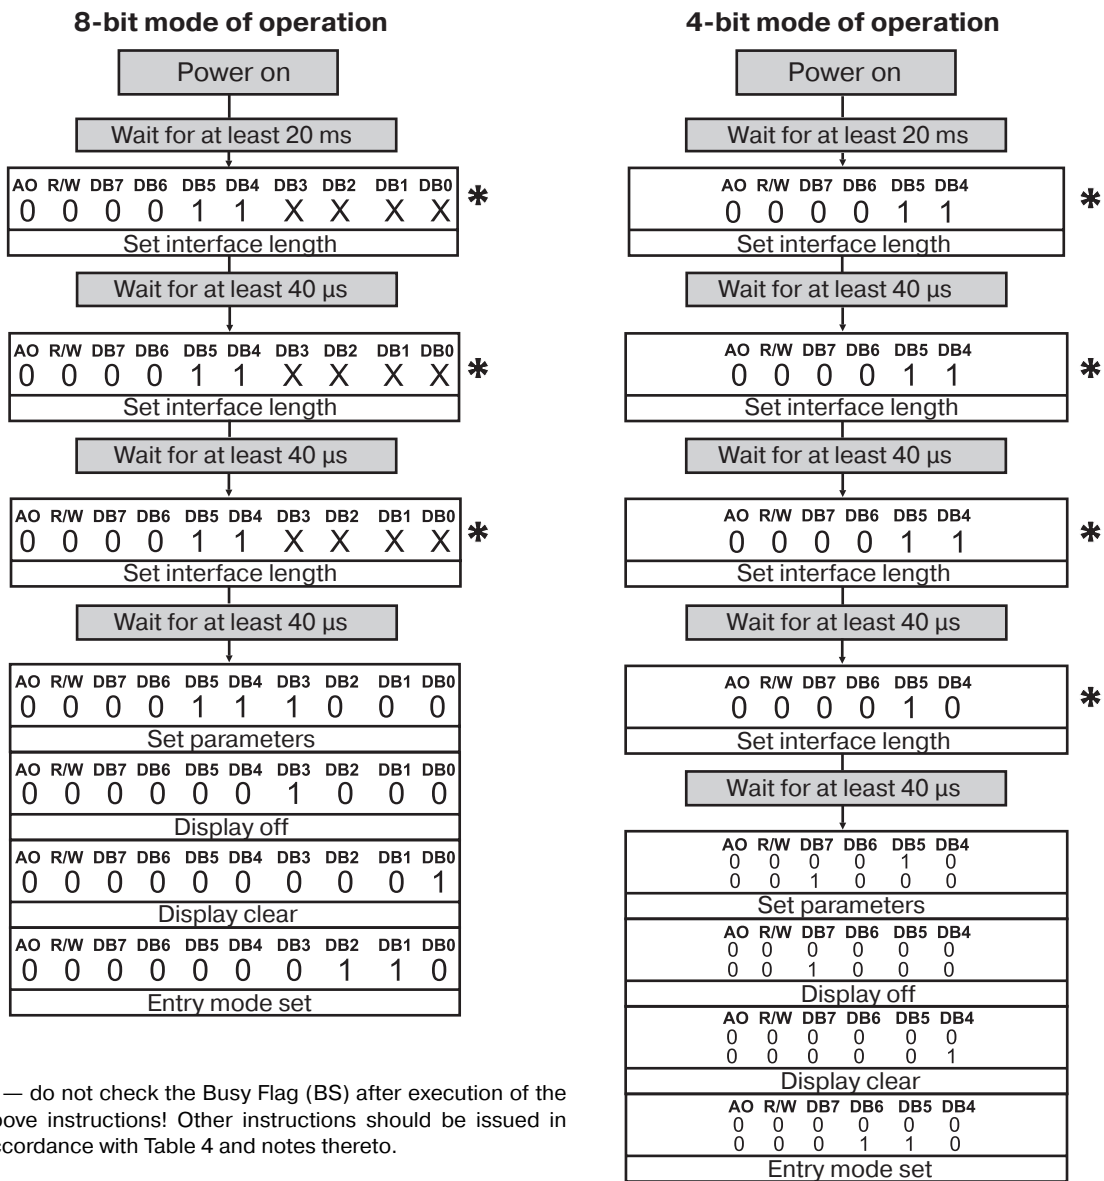 8-bit mode of operation
Power on
Wait for at least 20 ms
AO R/W DB7 DB6 DB5 DB4 DB3 DB2 DB1 DB0
0 0 0 0 1 1 X X X X *
Set interface length
Wait for at least 40 µs
AO R/W DB7 DB6 DB5 DB4 DB3 DB2 DB1 DB0
0 0 0 0 1 1 X X X X *
Set interface length
Wait for at least 40 µs
AO R/W DB7 DB6 DB5 DB4 DB3 DB2 DB1 DB0
0 0 0 0 1 1 X X X X *
Set interface length
Wait for at least 40 µs
AO R/W DB7 DB6 DB5 DB4 DB3 DB2 DB1 DB0
0 0 0 0 1 1 1 0 0 0
Set parameters
AO R/W DB7 DB6 DB5 DB4 DB3 DB2 DB1 DB0
0 0 0 0 0 0 1 0 0 0
Display off
AO R/W DB7 DB6 DB5 DB4 DB3 DB2 DB1 DB0
0 0 0 0 0 0 0 0 0 1
Display clear
AO R/W DB7 DB6 DB5 DB4 DB3 DB2 DB1 DB0
0 0 0 0 0 0 0 1 1 0
Entry mode set
— do not check the Busy Flag (BS) after execution of the
instructions! Other instructions should be issued in
with Table 4 and notes thereto.
4-bit mode of operation
Power on
Wait for at least 20 ms
AO R/W DB7 DB6 DB5 DB4
0 0 0 0 1 1 *
Set interface length
Wait for at least 40 µs
AO R/W DB7 DB6 DB5 DB4
0 0 0 0 1 1 *
Set interface length
Wait for at least 40 µs
AO R/W DB7 DB6 DB5 DB4
0 0 0 0 1 1 *
Set interface length
Wait for at least 40 µs
AO R/W DB7 DB6 DB5 DB4
0 0 0 0 1 0 *
Set interface length
Wait for at least 40 µs
AO R/W DB7 DB6 DB5 DB4
0 0 0 0 1 0
0 0 1 0 0 0
Set parameters
AO R/W DB7 DB6 DB5 DB4
0 0 0 0 0 0
0 0 1 0 0 0
Display off
AO R/W DB7 DB6 DB5 DB4
0 0 0 0 0 0
0 0 0 0 0 1
Display clear
AO R/W DB7 DB6 DB5 DB4
0 0 0 0 0 0
0 0 0 1 1 0
Entry mode set